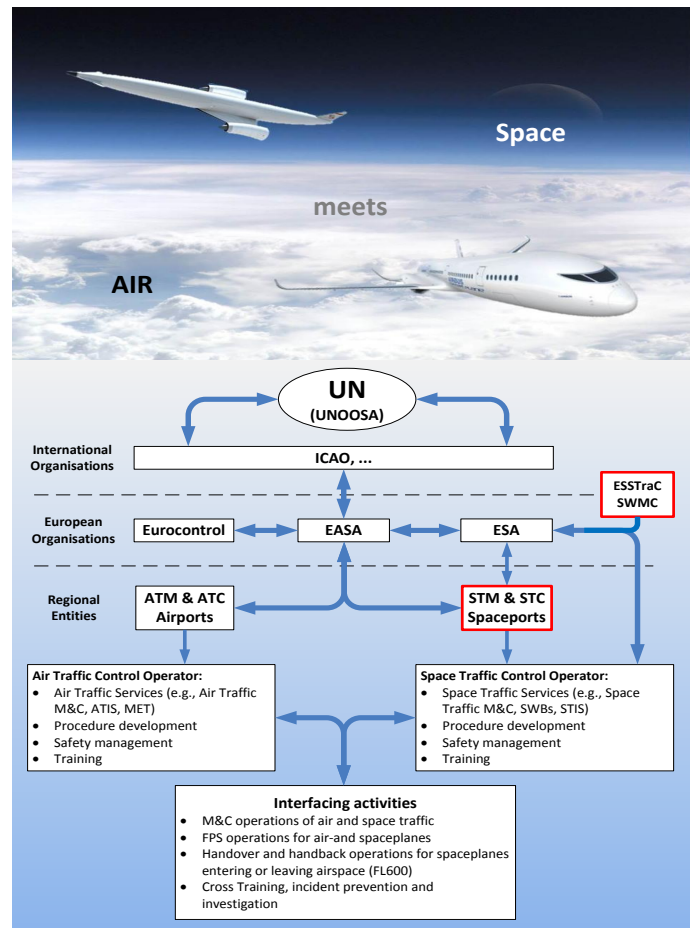 Space
meets
AIR
UN
(UNOOSA)
International
Organisations
ICAO, ...
ESSTraC
SWMC
European
Organisations
Eurocontrol
EASA
ESA
Regional
Entities
ATM & ATC
Airports
STM & STC
Spaceports
Air Traffic Control Operator:
• Air Traffic Services (e.g., Air Traffic
M&C, ATIS, MET)
• Procedure development
• Safety management
• Training
Space Traffic Control Operator:
• Space Traffic Services (e.g., Space
Traffic M&C, SWBs, STIS)
• Procedure development
• Safety management
• Training
Interfacing activities
• M&C operations of air and space traffic
• FPS operations for air-and spaceplanes
• Handover and handback operations for spaceplanes
entering or leaving airspace (FL600)
• Cross Training, incident prevention and
investigation